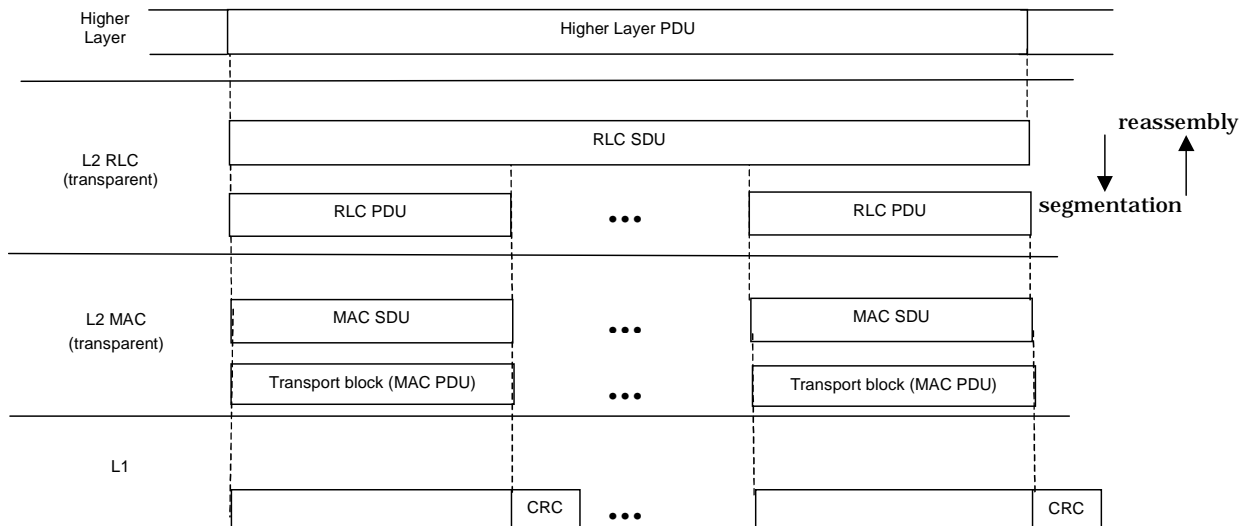 Higher
Layer
Higher Layer PDU
reassembly
RLC SDU
L2 RLC
(transparent)
RLC PDU
...
RLC PDU
segmentation
L2 MAC
(transparent)
MAC SDU
...
MAC SDU
Transport block (MAC PDU)
...
Transport block (MAC PDU)
L1
CRC
...
CRC